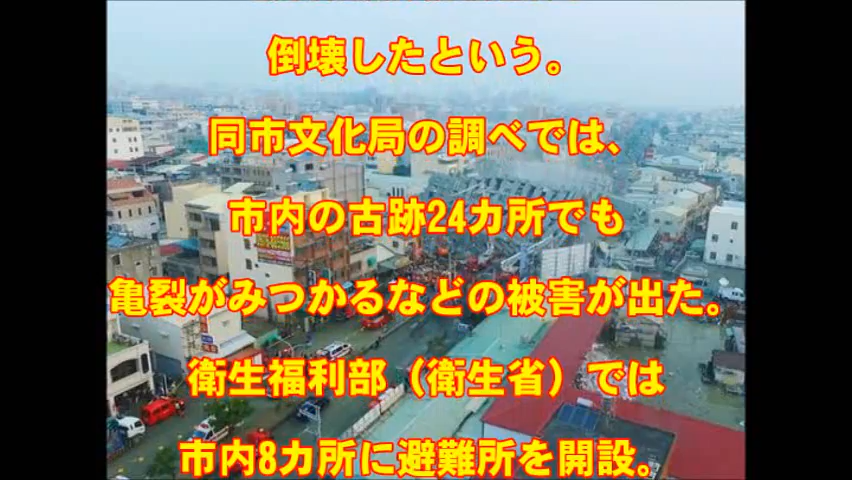 倒壊したという。
同市文化局の調べでは、
市内の古跡24カ所でも
亀裂がみつかるなどの被害が出た。
衛生福利部（衛生省）では
市内8カ所に避難所を開設。